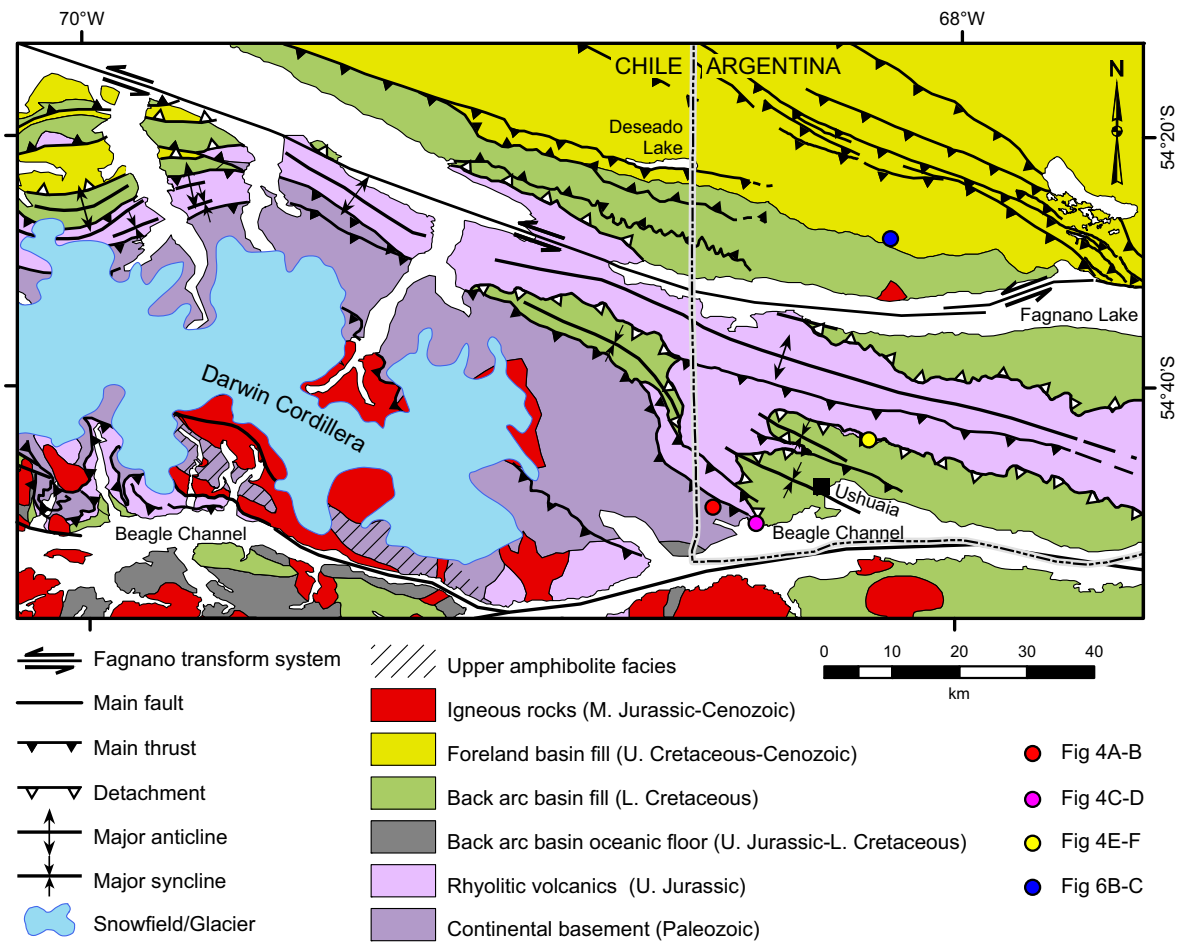 70°W
68°W
CHILE
ARGENTINA
N
Deseado
Lake
54°20'S
Fagnano Lake
54°40'S
Darwin Cordillera
Ushuaia
Beagle Channel
Beagle Channel
Fagnano transform system
Main fault
Main thrust
Detachment
Major anticline
Major syncline
Snowfield/Glacier
Upper amphibolite facies
Igneous rocks (M. Jurassic-Cenozoic)
Foreland basin fill (U. Cretaceous-Cenozoic)
Back arc basin fill (L. Cretaceous)
Back arc basin oceanic floor (U. Jurassic-L. Cretaceous)
Rhyolitic volcanics (U. Jurassic)
Continental basement (Paleozoic)
0 10 20 30 40
km
Fig 4A-B
Fig 4C-D
Fig 4E-F
Fig 6B-C